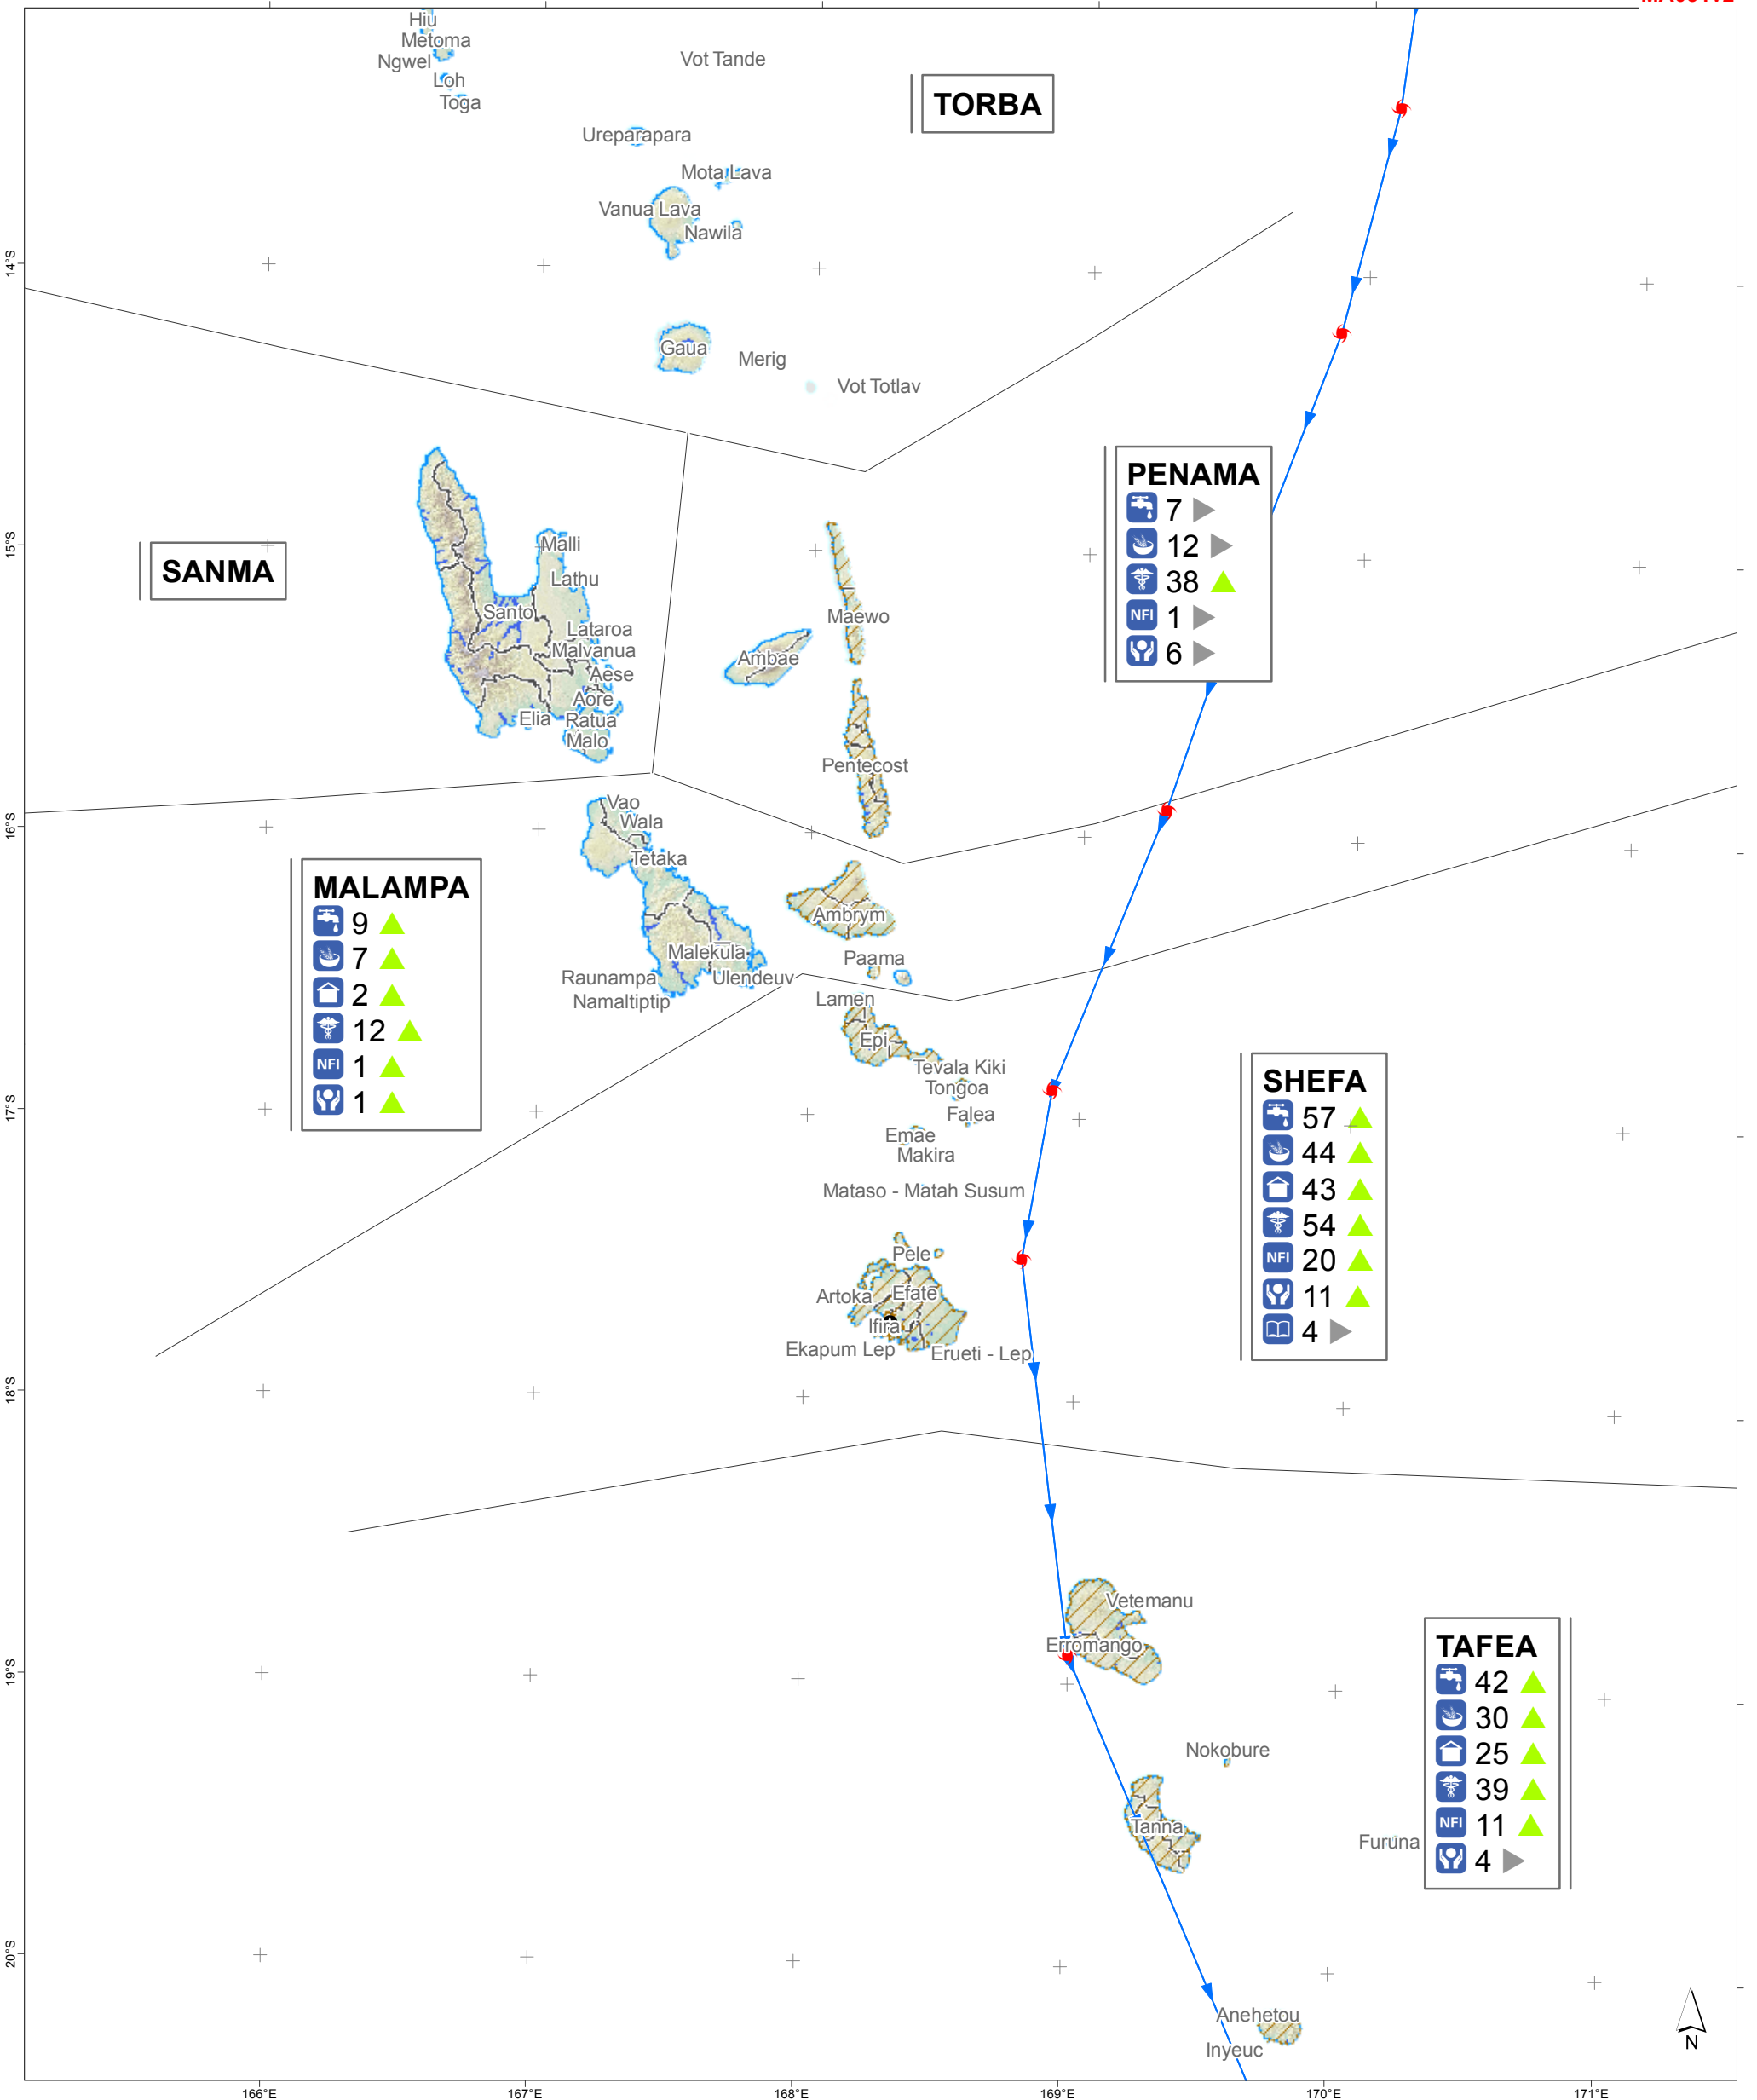 Hiu
Metoma
Ngwel
Loh
Toga
Vot Tande
TORBA
Ureparapara
Mota Lava
Vanua Lava
Nawila
14°S
Gaua
Merig
Vot Totlav
PENAMA
7
12
38
NFI 1
6
15°S
SANMA
Malli
Lathu
Santo
Lataroa
Malvanua
Aese
Aore
Elia
Ratua
Malo
Maewo
Ambae
Pentecost
16°S
Vao
Wala
Tetaka
MALAMPA
9
7
2
12
NFI 1
1
Ambrym
Malekula
Paama
Raunampa
Ulendeuv
Namaltiptip
Lamen
Epi
Tevala Kiki
Tongoa
Falea
17°S
Emae
Makira
Mataso - Matah Susum
SHEFA
57
44
43
54
NFI 20
11
4
Pele
Artoka
Efate
Ifira
Ekapum Lep
Erueti - Lep
18°S
Vetemanu
Erromango
19°S
TAFEA
42
30
25
39
NFI 11
4
Nokobure
Tanna
Furuna
20°S
Anehetou
Inyeuc
N
166°E
167°E
168°E
169°E
170°E
171°E